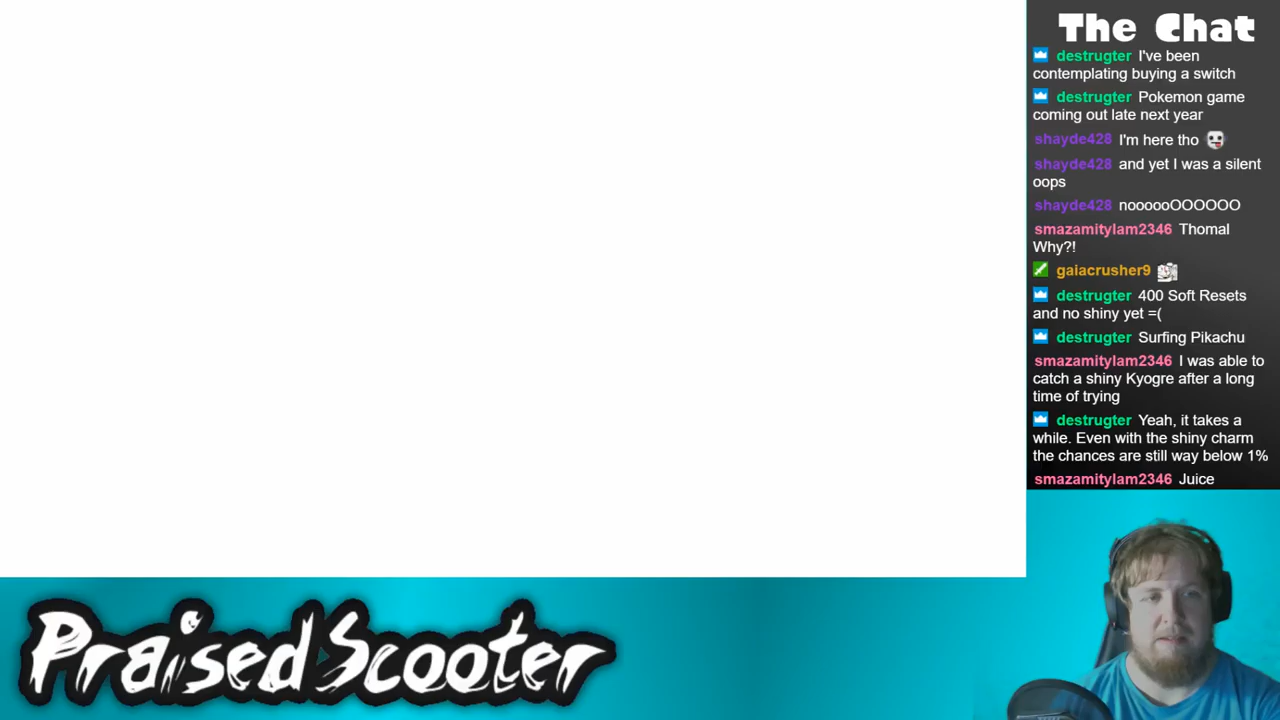 The Chat
destrugter I've been
contemplating buying a switch
destrugter Pokemon game
coming out late next year
shayde428 I'm here tho
shayde428 and yet I was a silent
oops
shayde428 noooooOOOOOO
smazamitylam2346 Thomal
Why?!
gaiacrusher9
destrugter 400 Soft Resets
and no shiny yet =(
destrugter Surfing Pikachu
smazamitylam2346 I was able to
catch a shiny Kyogre after a long
time of trying
destrugter Yeah, it takes a
while. Even with the shiny charm
the chances are still way below 1%
smazamitylam2346 Juice
PraisedScooter